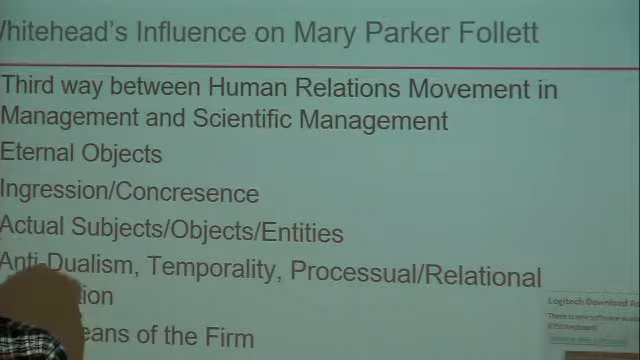 /hitehead's Influence on Mary Parker Follett
Third way between Human Relations Movement in
Management and Scientific Management
Eternal Objects
Ingression/Concresence
Actual Subjects/Objects/Entities
Anti-Dualism, Temporality, Processual/Relational
ion
eans of the Firm
Logitech Download
There is new software